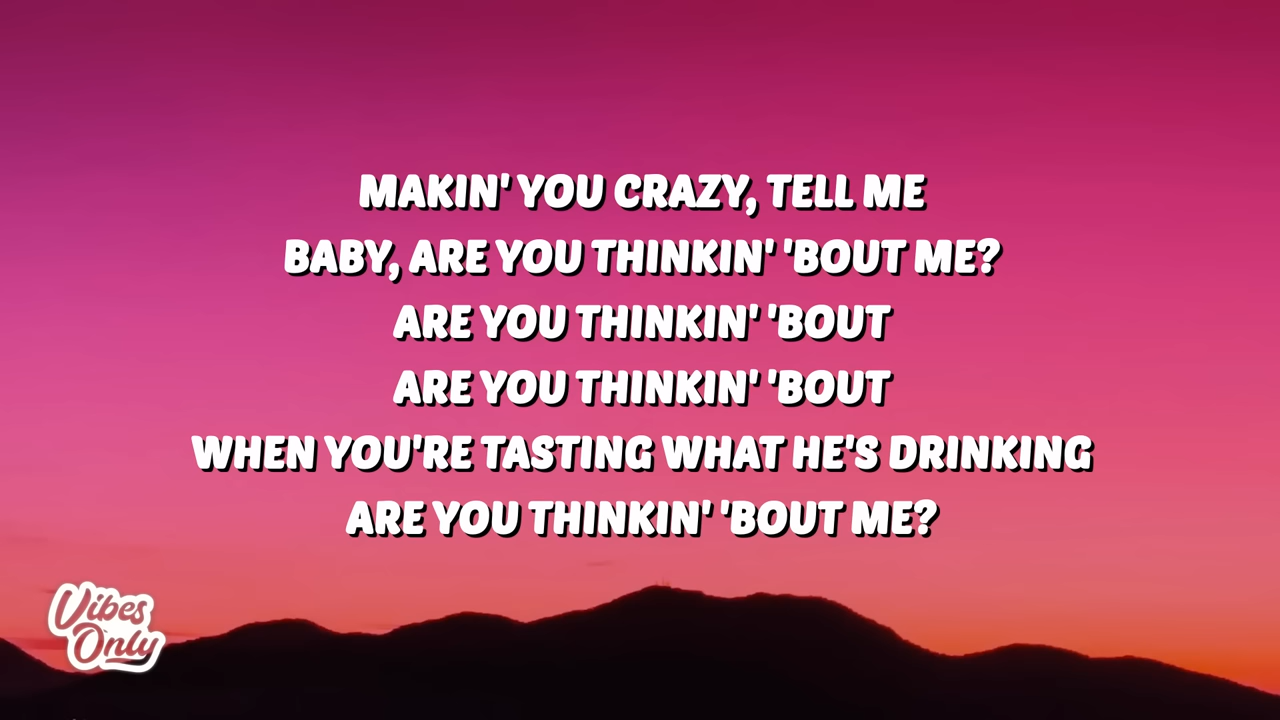 MAKIN' YOU CRAZY, TELL ME
BABY, ARE YOU THINKIN' 'BOUT ME?
ARE YOU THINKIN' 'BOUT
ARE YOU THINKIN' 'BOUT
WHEN YOU'RE TASTING WHAT HE'S DRINKING
ARE YOU THINKIN' 'BOUT ME?
Vibes
Only